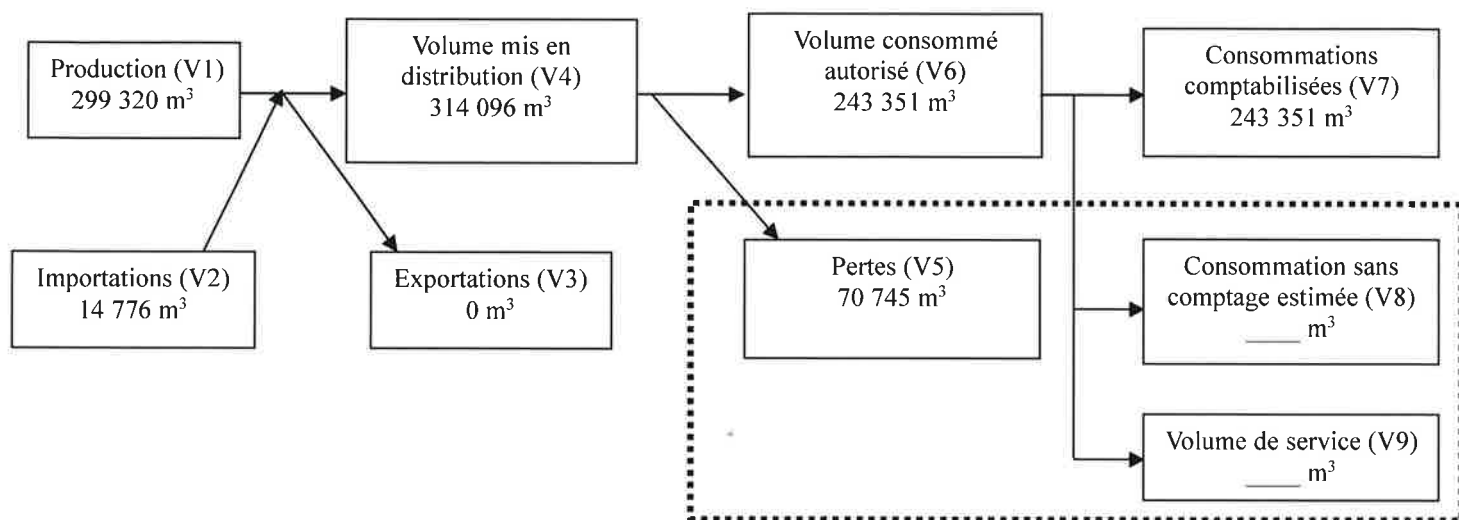 Production (V1)
299 320 m³
Volume mis en
distribution (V4)
314 096 m³
Volume consommé
autorisé (V6)
243 351 m³
Consommations
comptabilisées (V7)
243 351 m³
Importations (V2)
14 776 m³
Exportations (V3)
0 m³
Pertes (V5)
70 745 m³
Consommation sans
comptage estimée (V8)
____ m³
Volume de service (V9)
____ m³